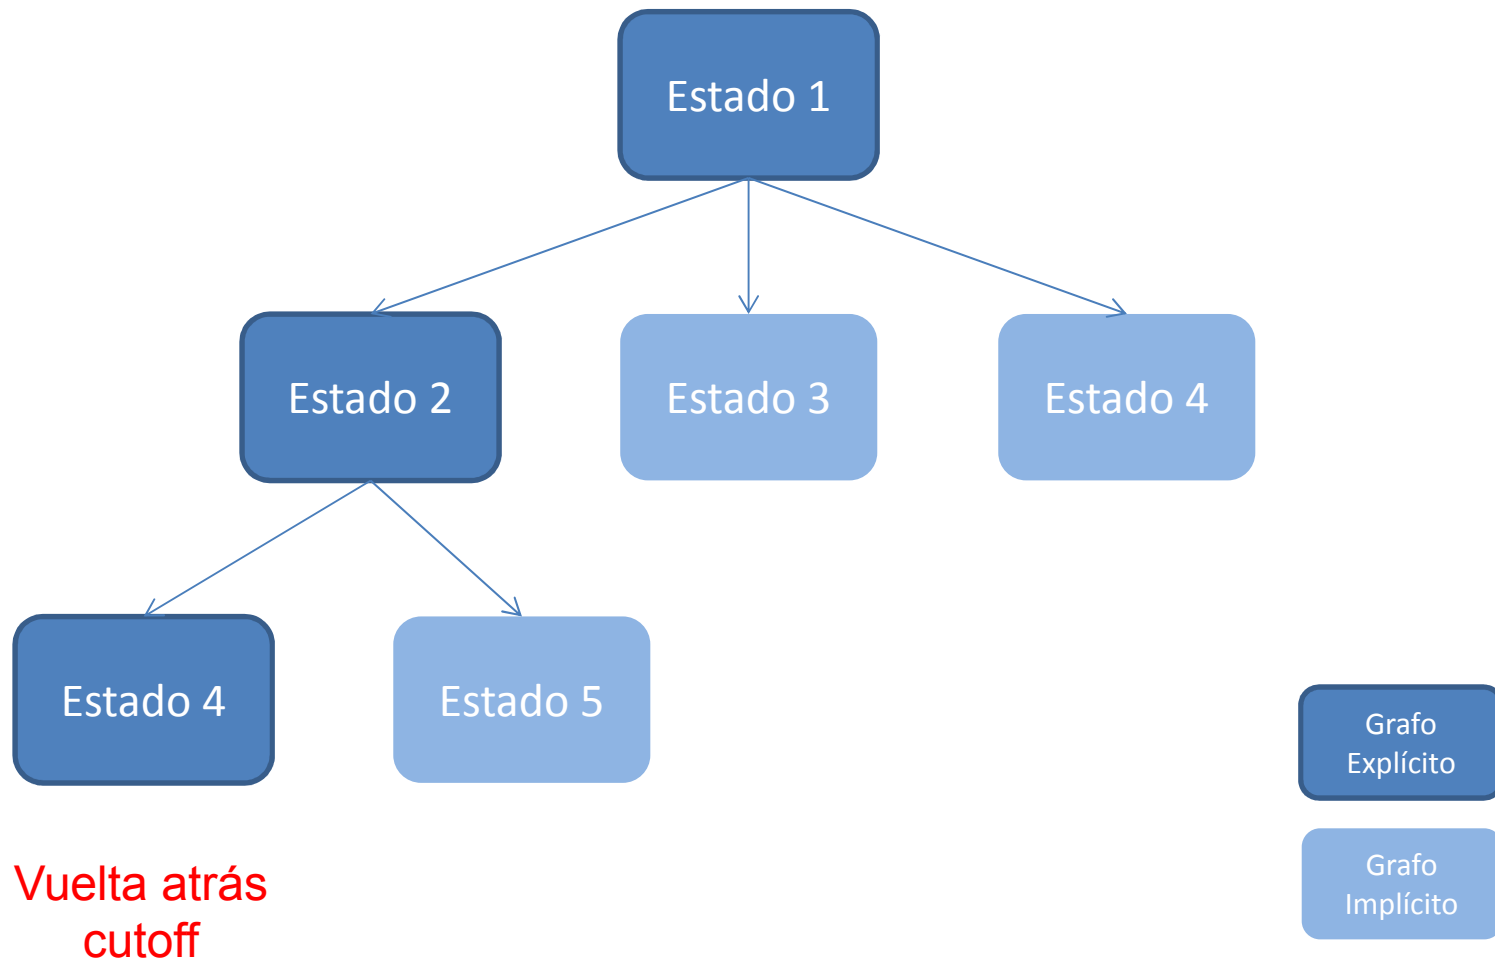 Estado 1
Estado 2
Estado 3
Estado 4
Estado 4
Estado 5
Grafo
Explícito
Grafo
Implícito
Vuelta atrás
cutoff